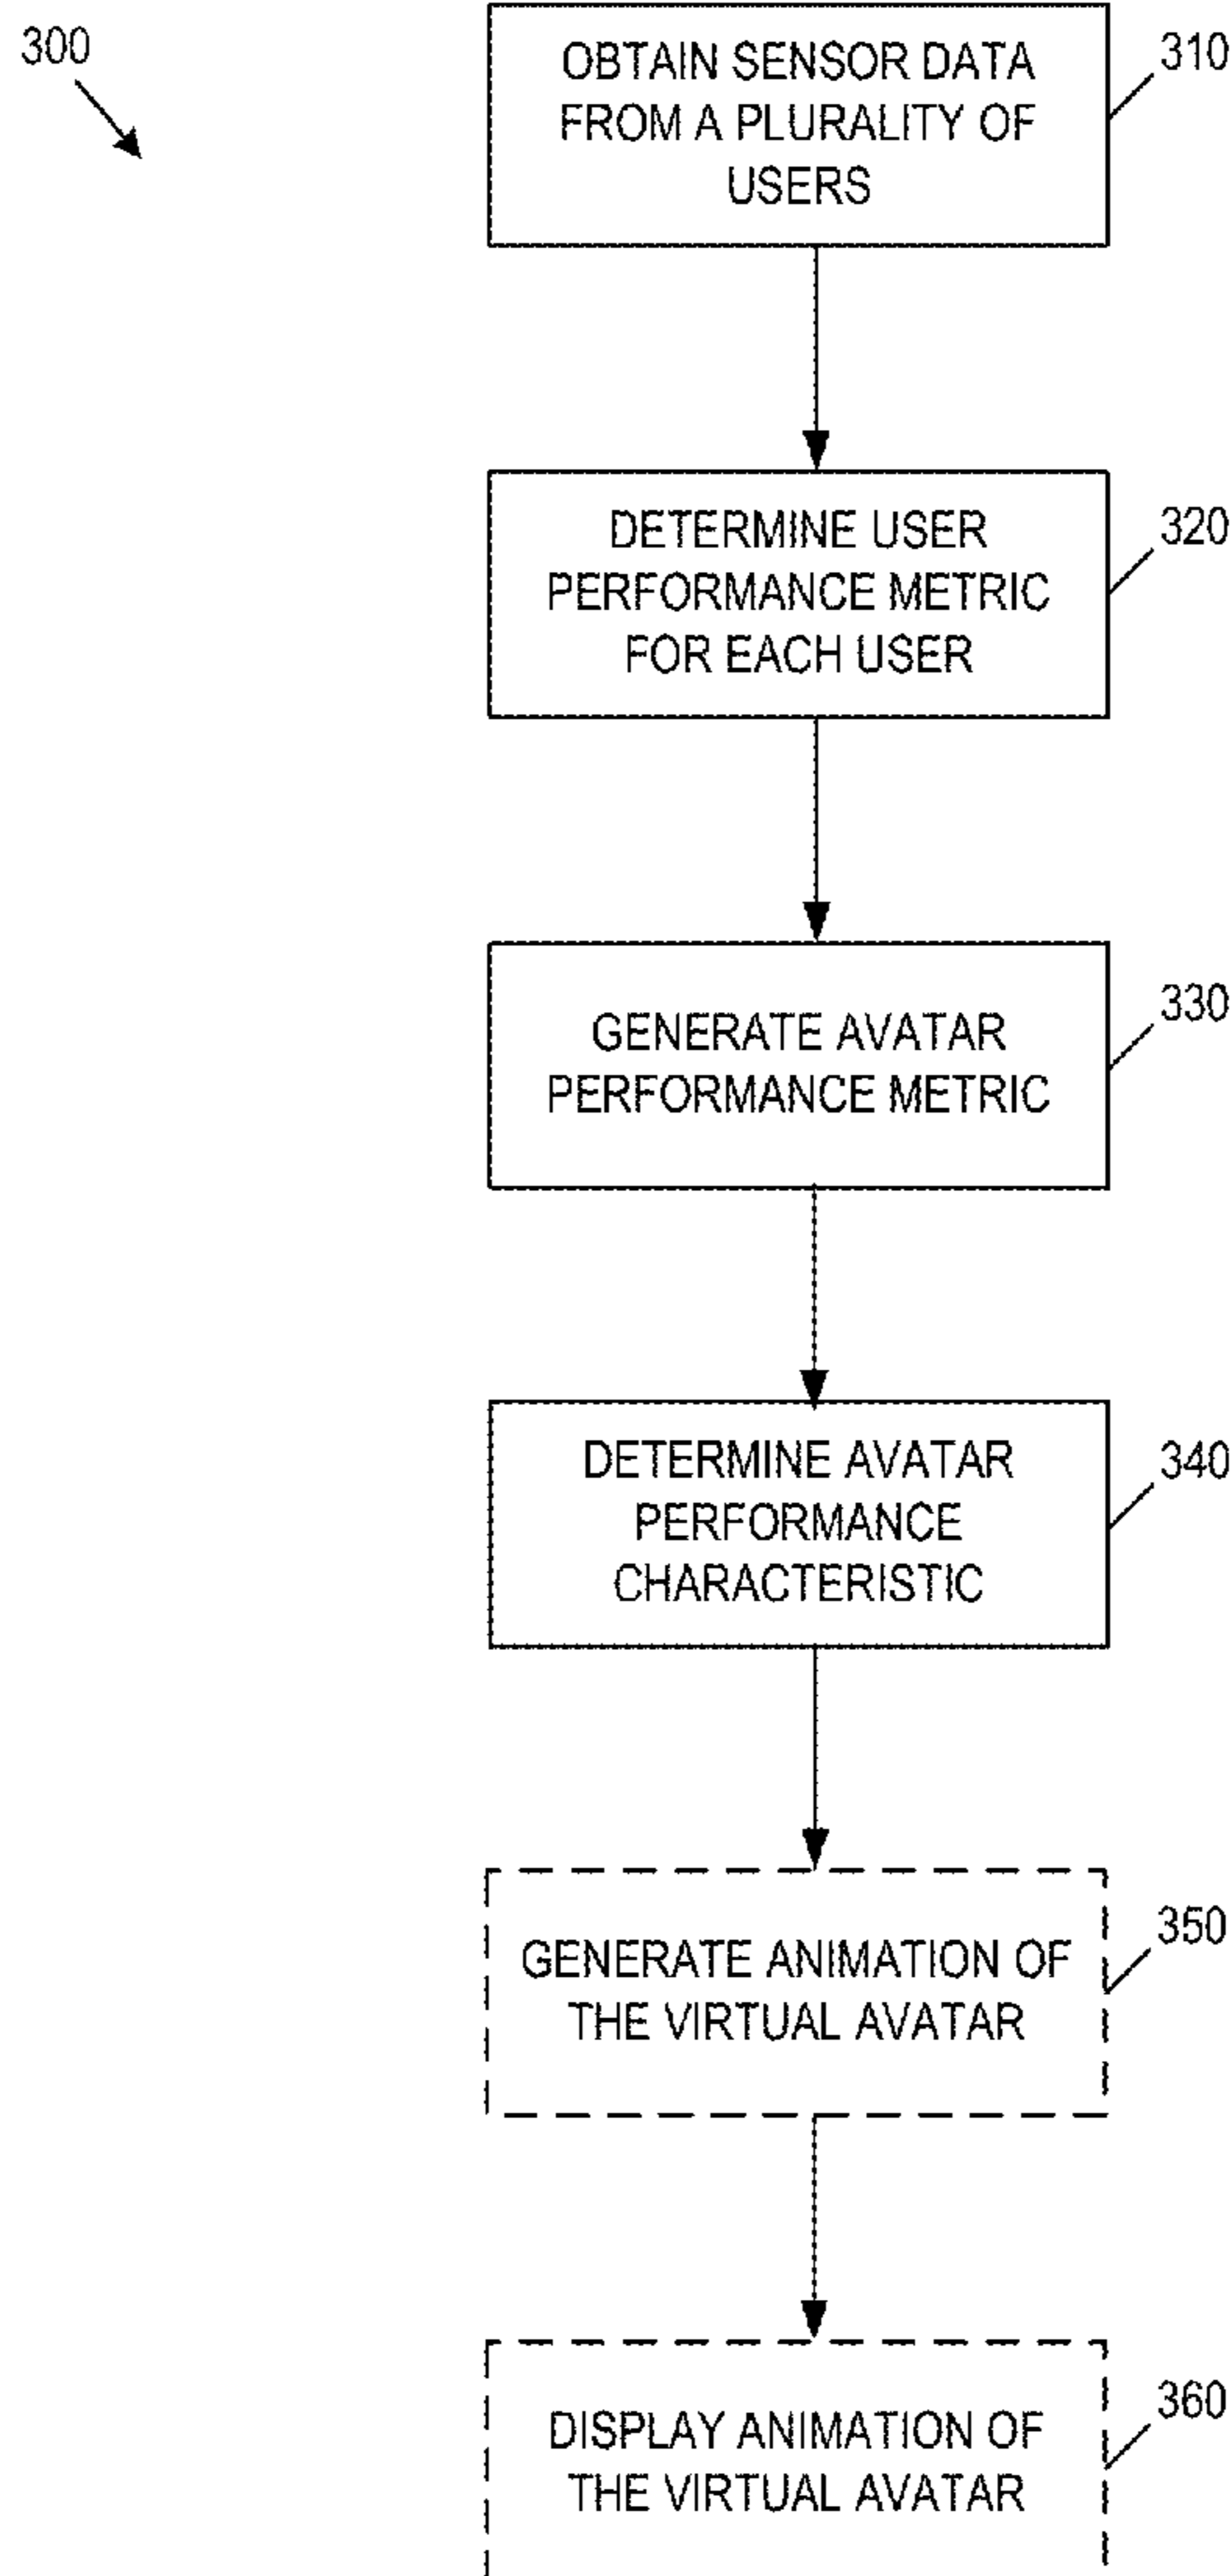 300
OBTAIN SENSOR DATA
FROM A PLURALITY OF
USERS
310
DETERMINE USER
PERFORMANCE METRIC
FOR EACH USER
320
GENERATE AVATAR
PERFORMANCE METRIC
330
DETERMINE AVATAR
PERFORMANCE
CHARACTERISTIC
340
GENERATE ANIMATION OF
THE VIRTUAL AVATAR
350
DISPLAY ANIMATION OF
THE VIRTUAL AVATAR
360